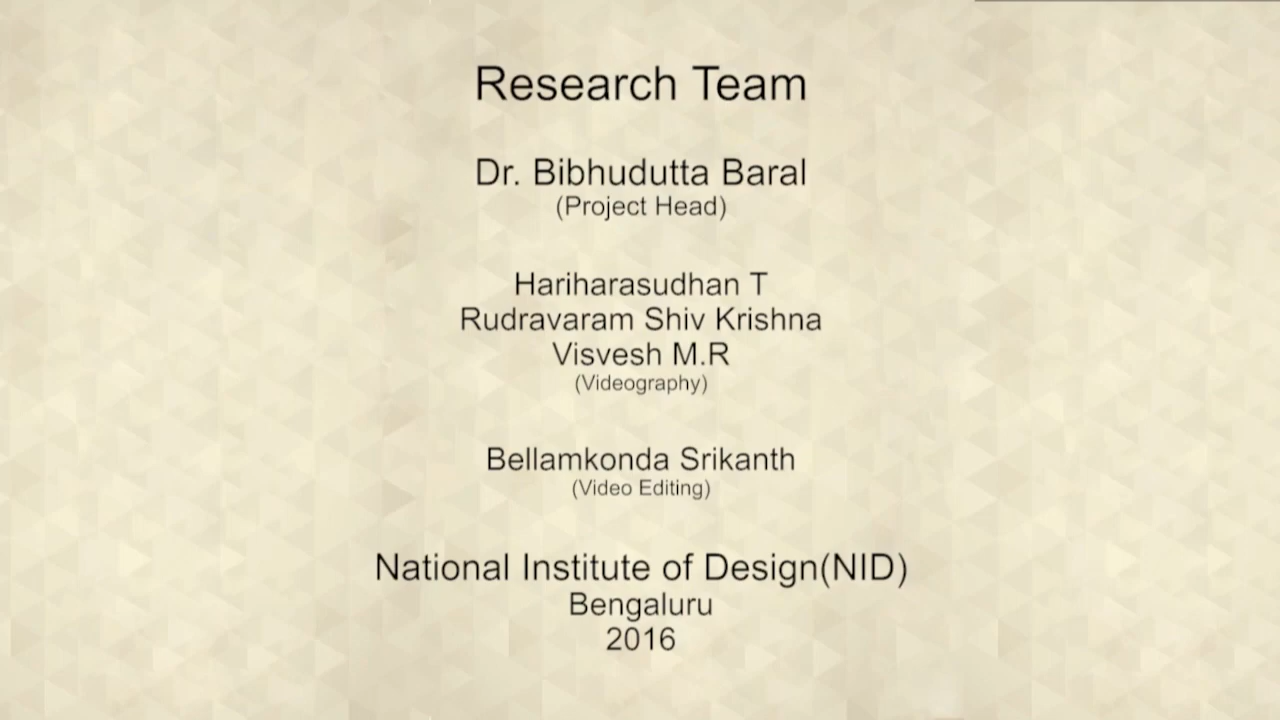 Research Team
Dr. Bibhudutta Baral
(Project Head)
Hariharasudhan T
Rudravaram Shiv Krishna
Visvesh M.R
(Videography)
Bellamkonda Srikanth
(Video Editing)
National Institute of Design(NID)
Bengaluru
2016